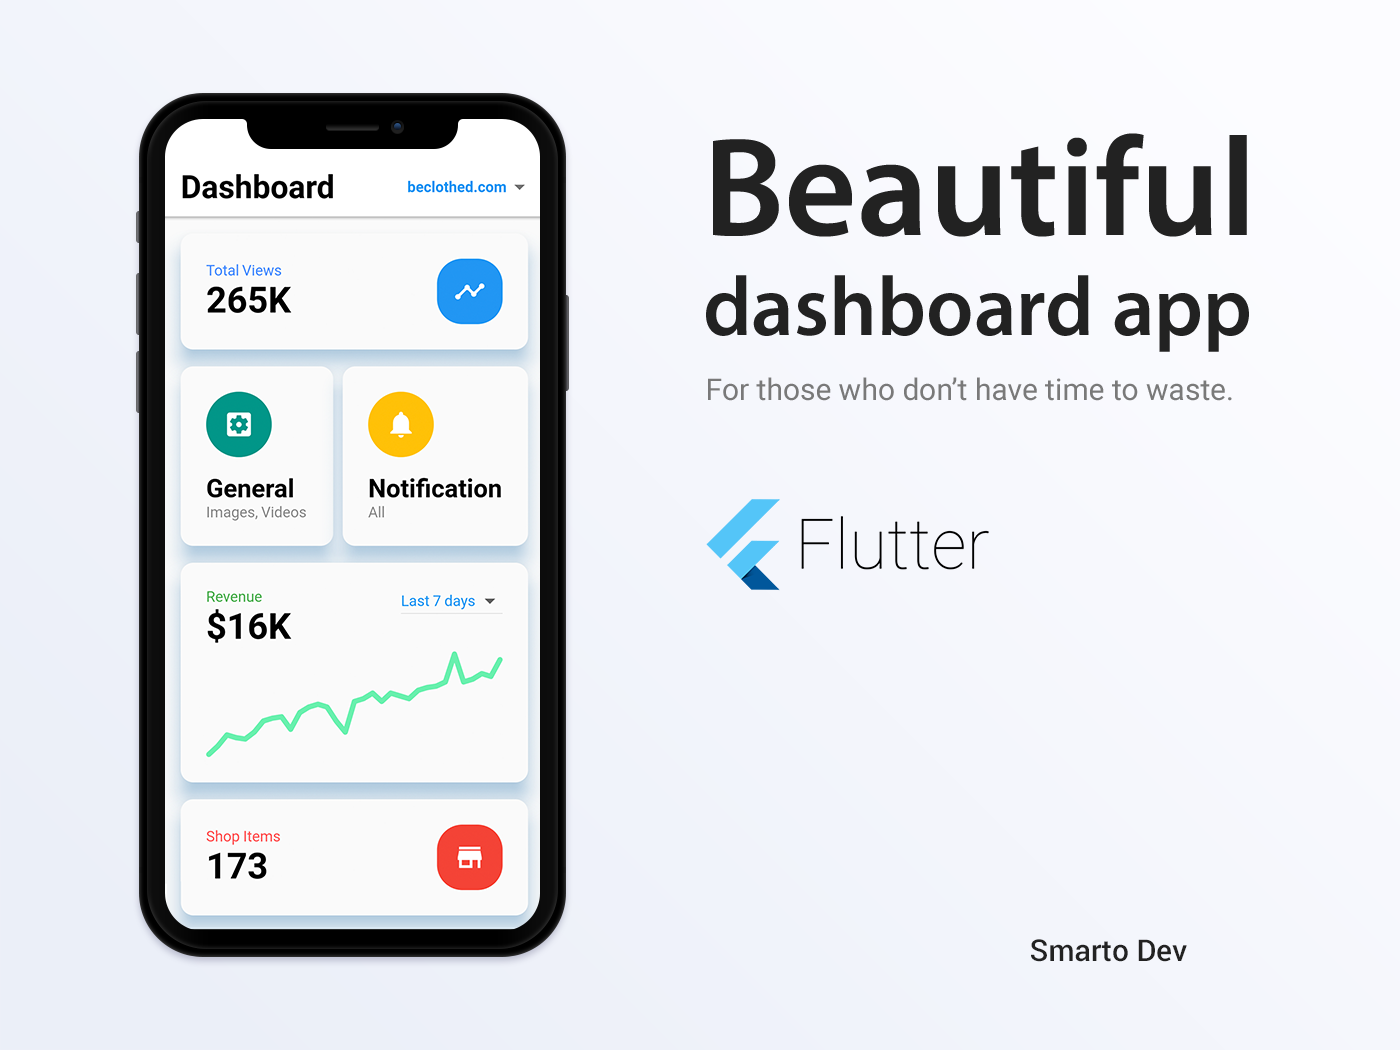 Dashboard
beclothed.com
Total Views
265K
General
Images, Videos
Notification
All
Revenue
$16K
Last 7 days
Shop Items
173
Beautiful
dashboard app
For those who don’t have time to waste.
Flutter
Smarto Dev